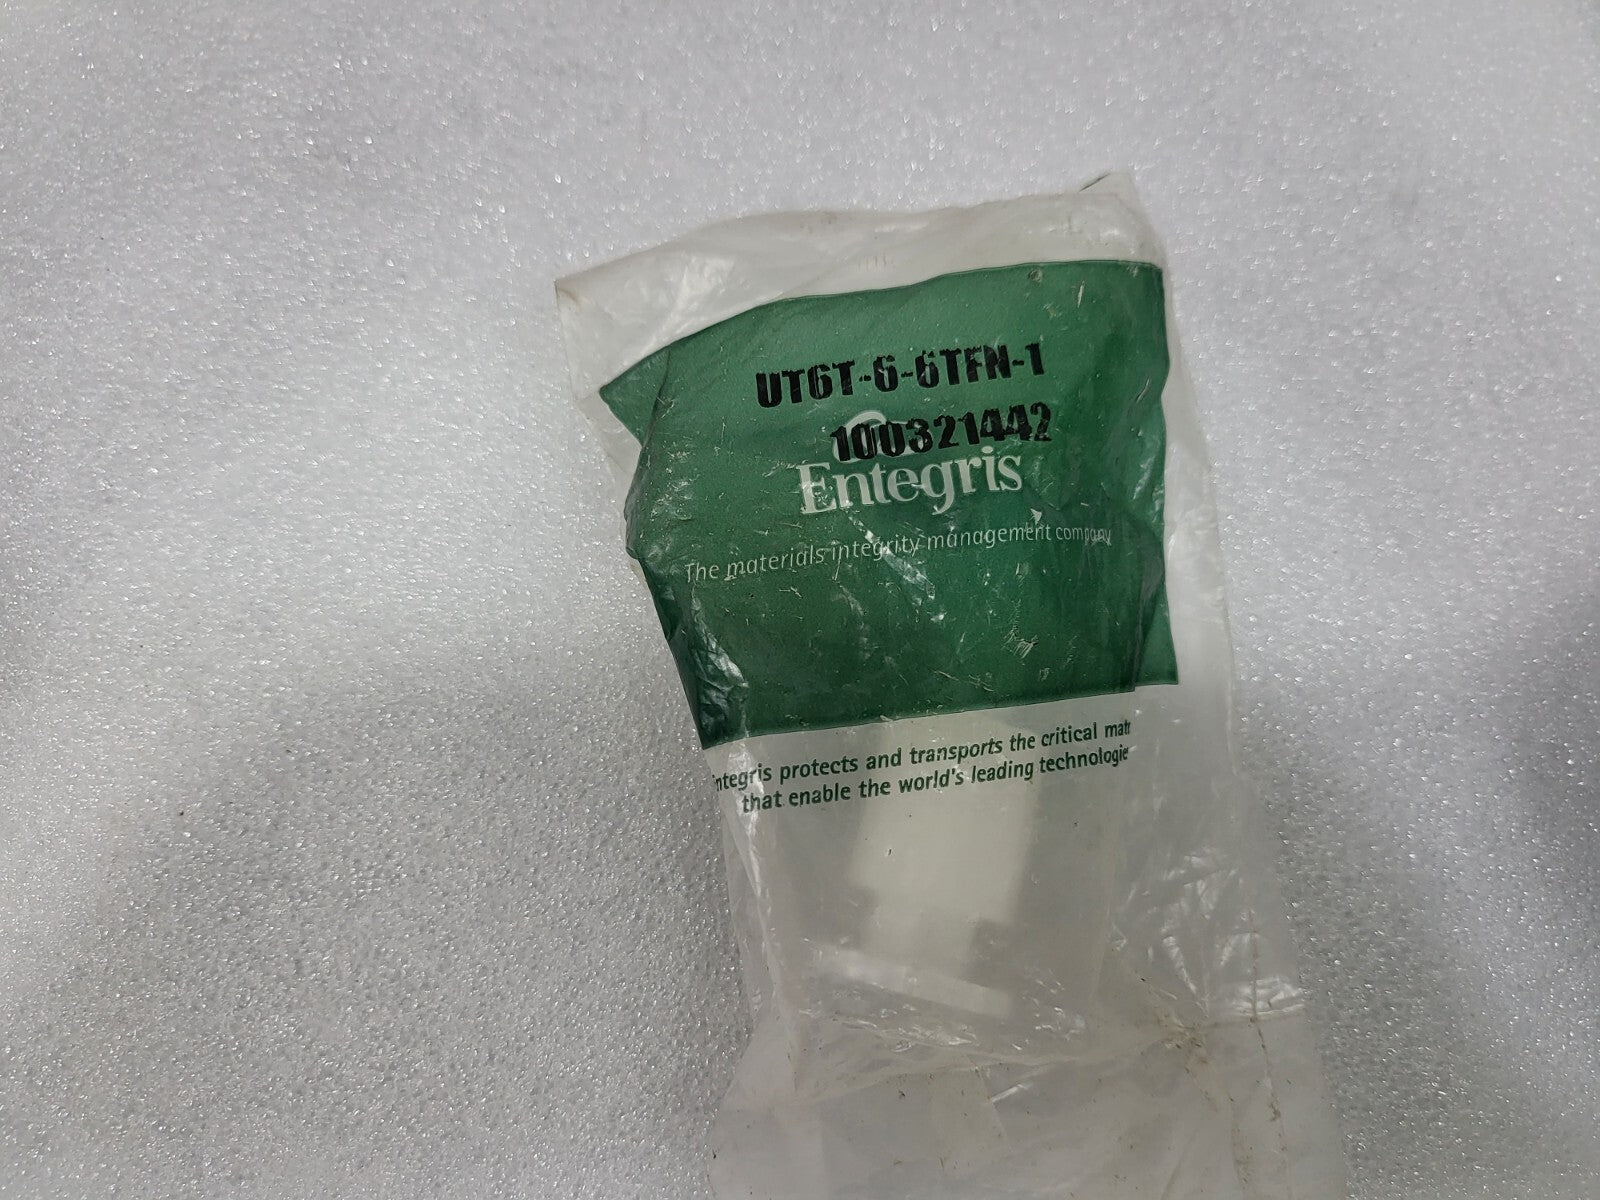 UT6T-6-6TFN-1
100321442
Entegris
The materials integrity management company
ntegris protects and transports the critical mat
that enable the world's leading technologie